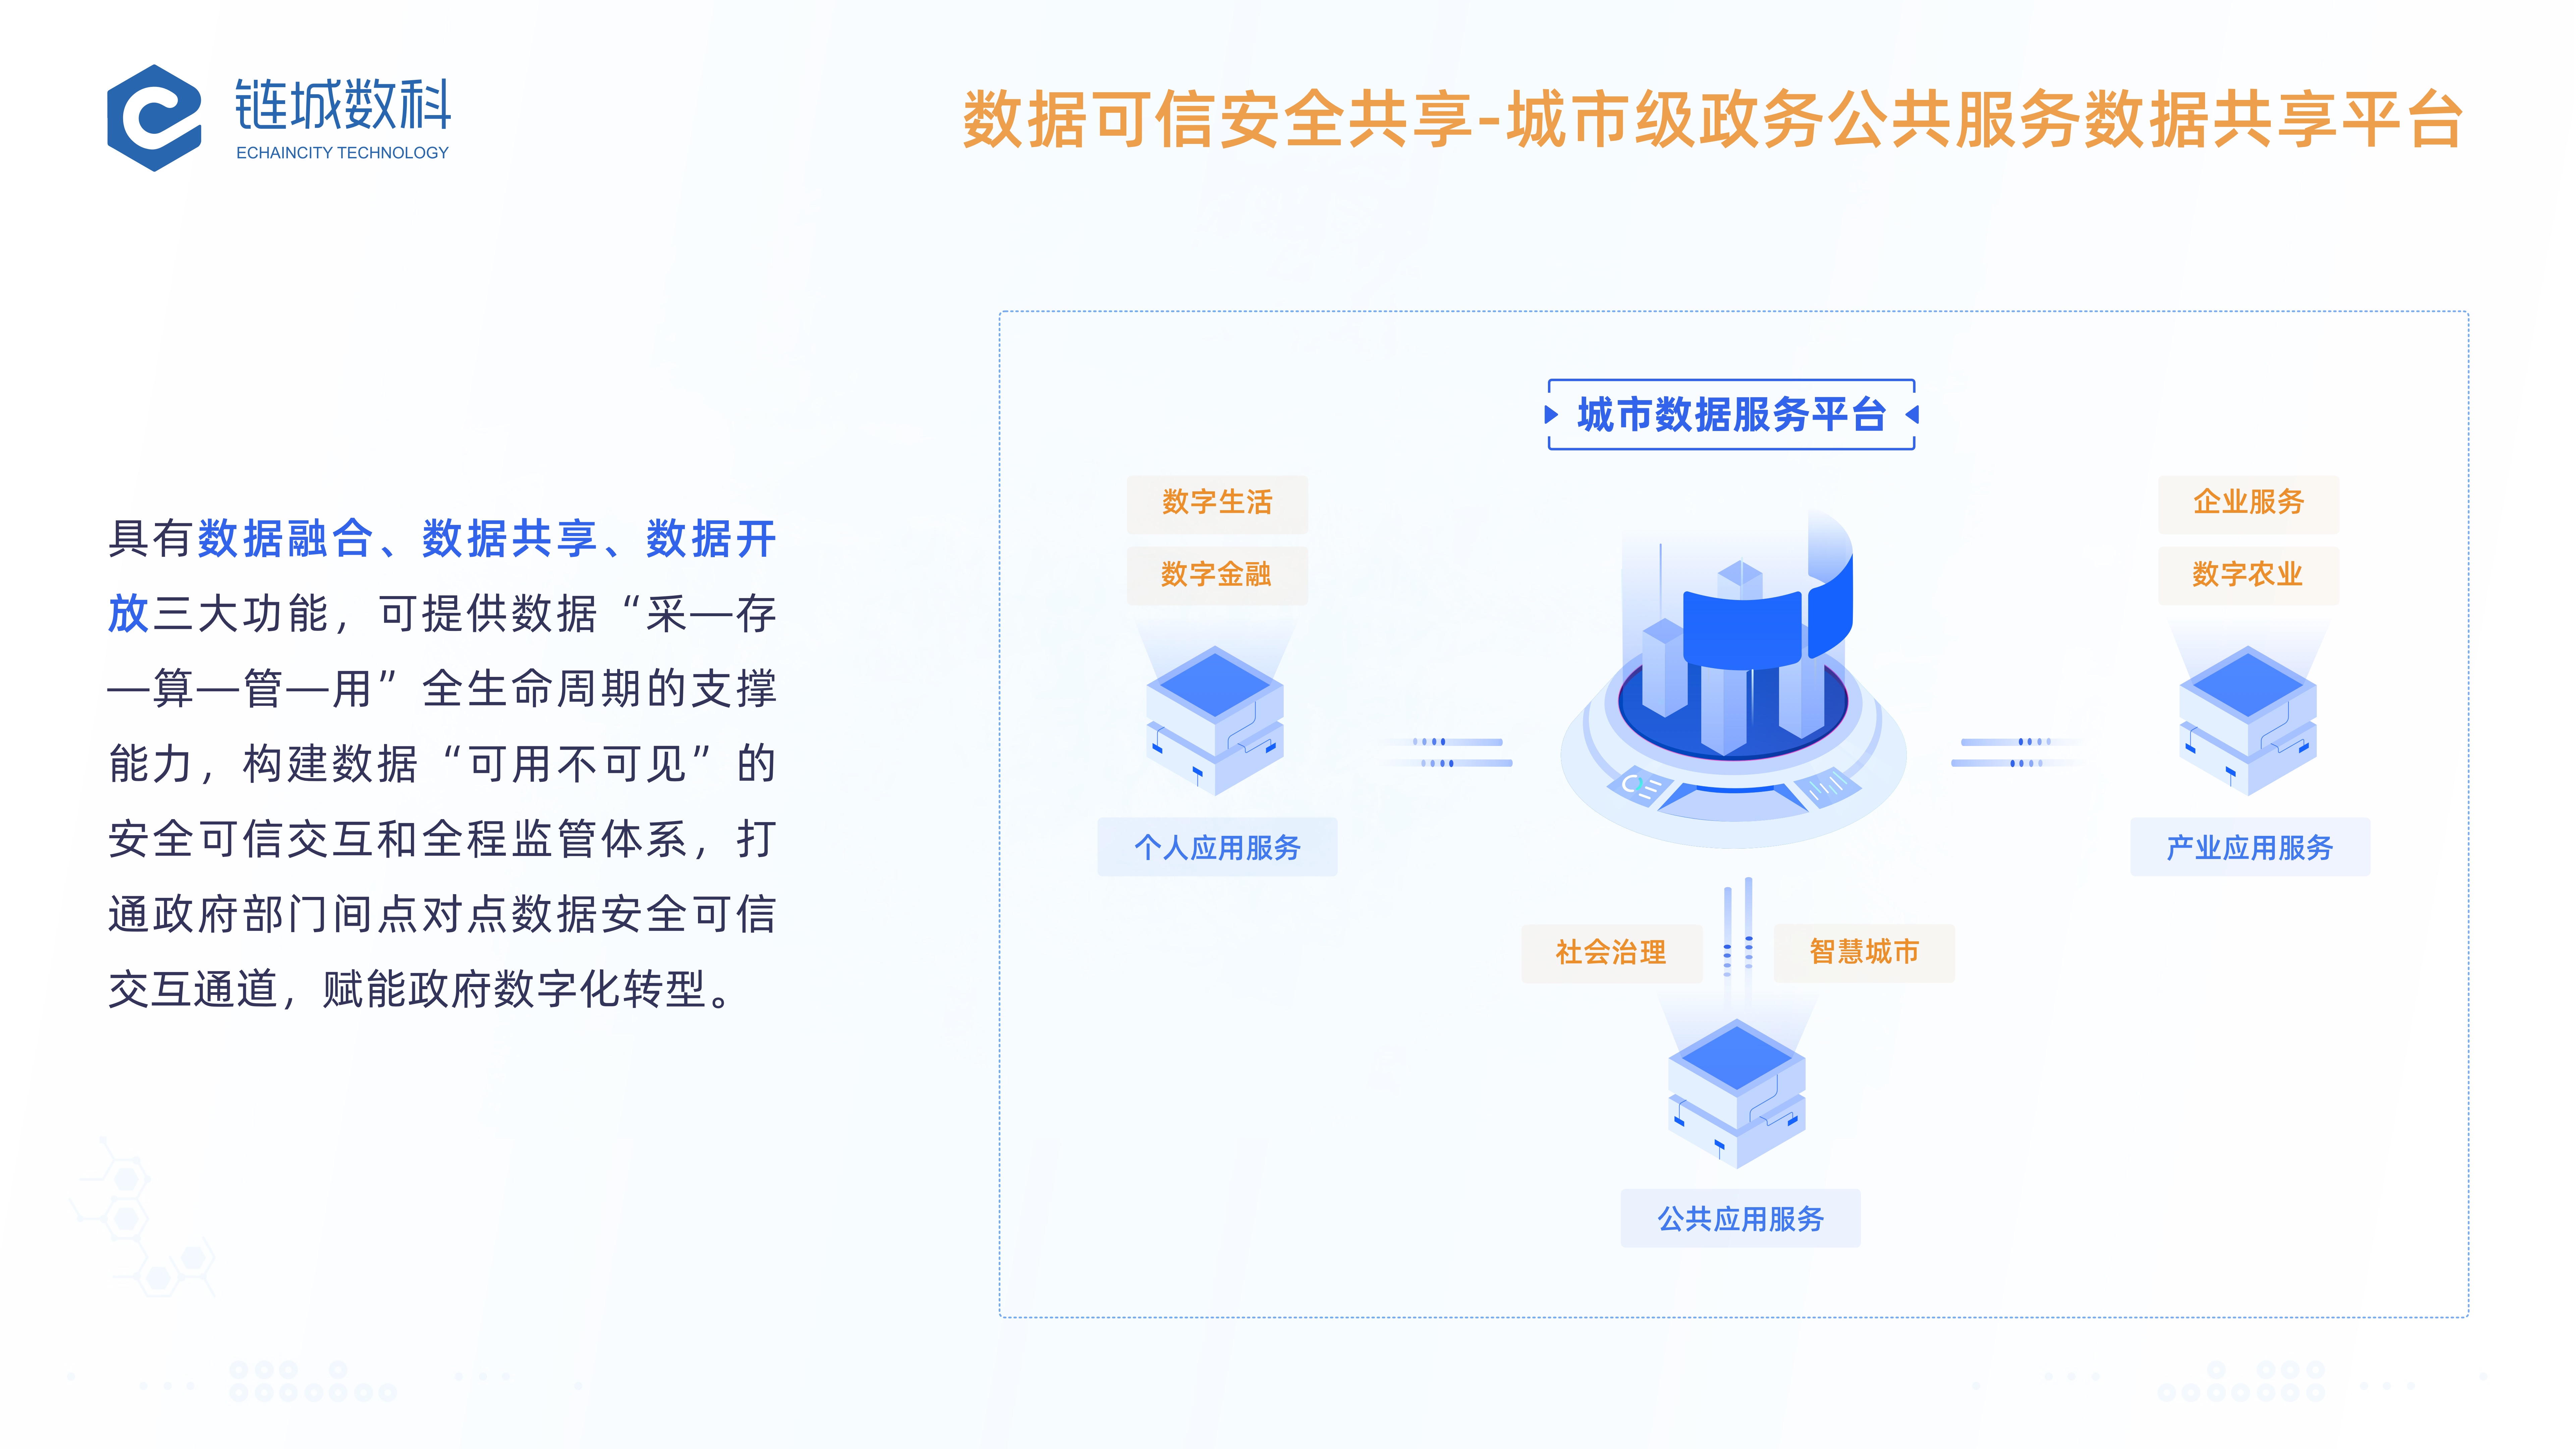 链城数科
ECHAINCITY TECHNOLOGY
数据可信安全共享-城市级政务公共服务数据共享平台
具有数据融合、数据共享、数据开
放三大功能，可提供数据“采—存
—算—管—用”全生命周期的支撑
能力，构建数据“可用不可见”的
安全可信交互和全程监管体系，打
通政府部门间点对点数据安全可信
交互通道，赋能政府数字化转型。
城市数据服务平台
数字生活
数字金融
个人应用服务
企业服务
数字农业
产业应用服务
社会治理
智慧城市
公共应用服务